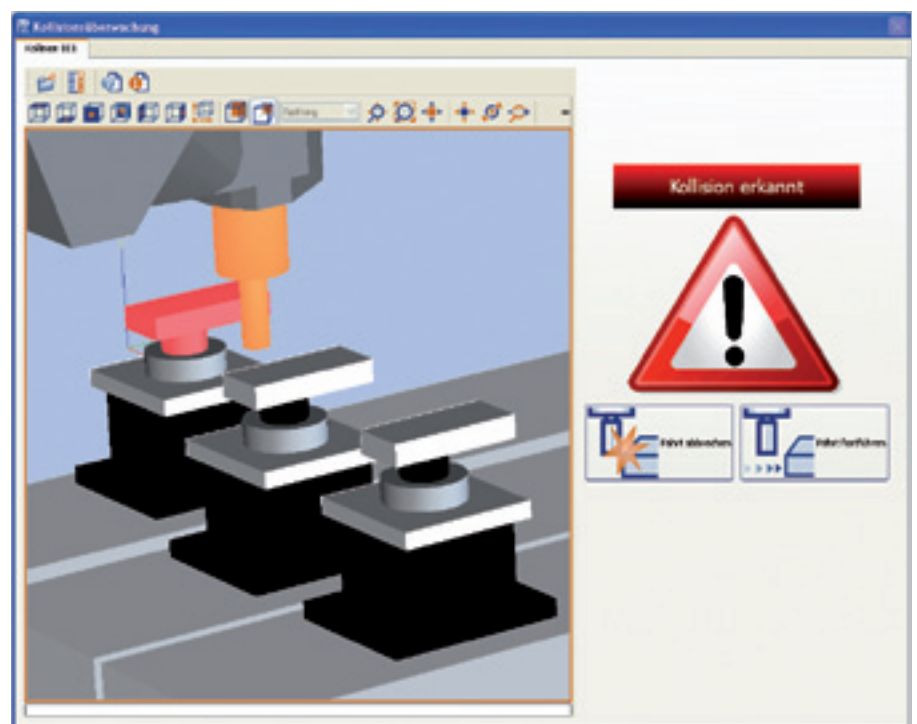 Kollisionsüberwachung
Kollision erkannt
Fahrt abbrechen
Fahrt fortführen